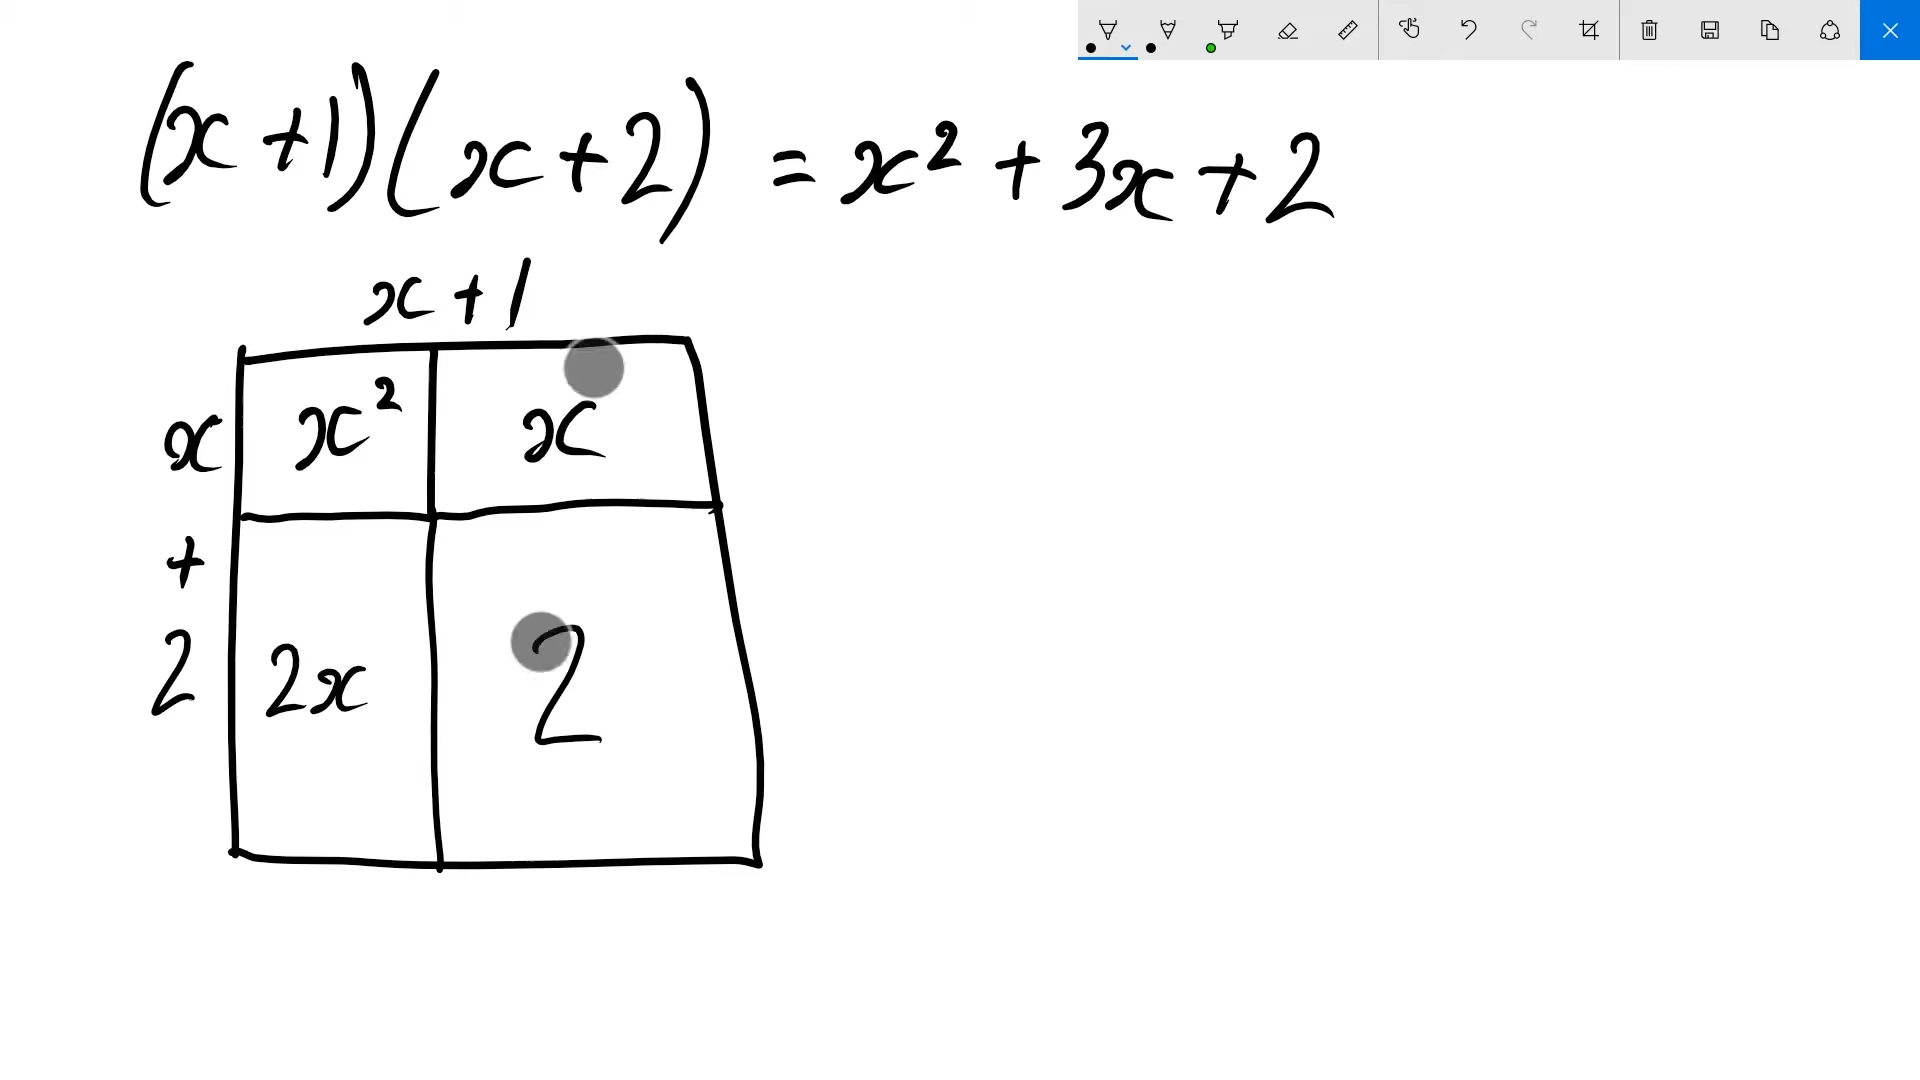 (x+1)(x+2) = x² + 3x + 2
x + 1
x x² x
+
2 2x 2